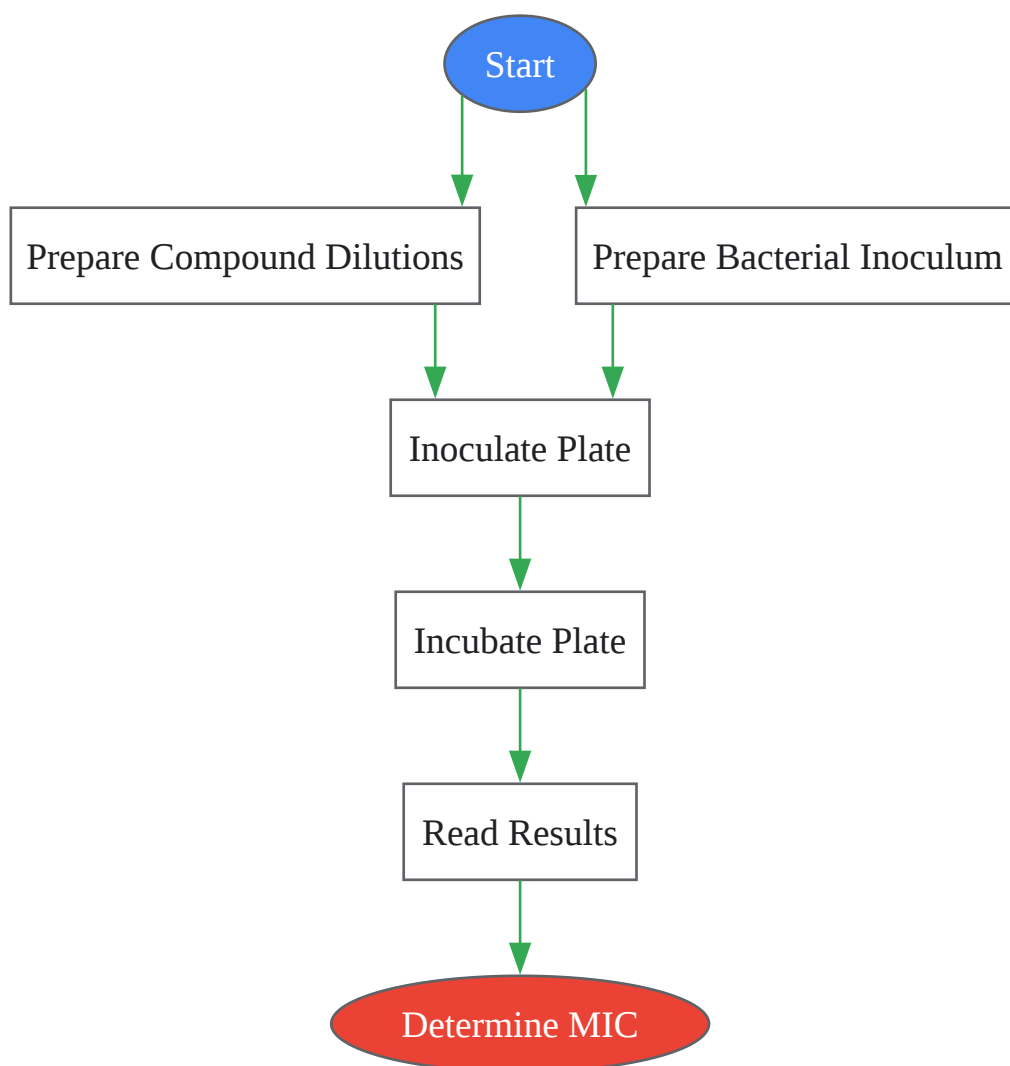 Start
Prepare Compound Dilutions
Prepare Bacterial Inoculum
Inoculate Plate
Incubate Plate
Read Results
Determine MIC